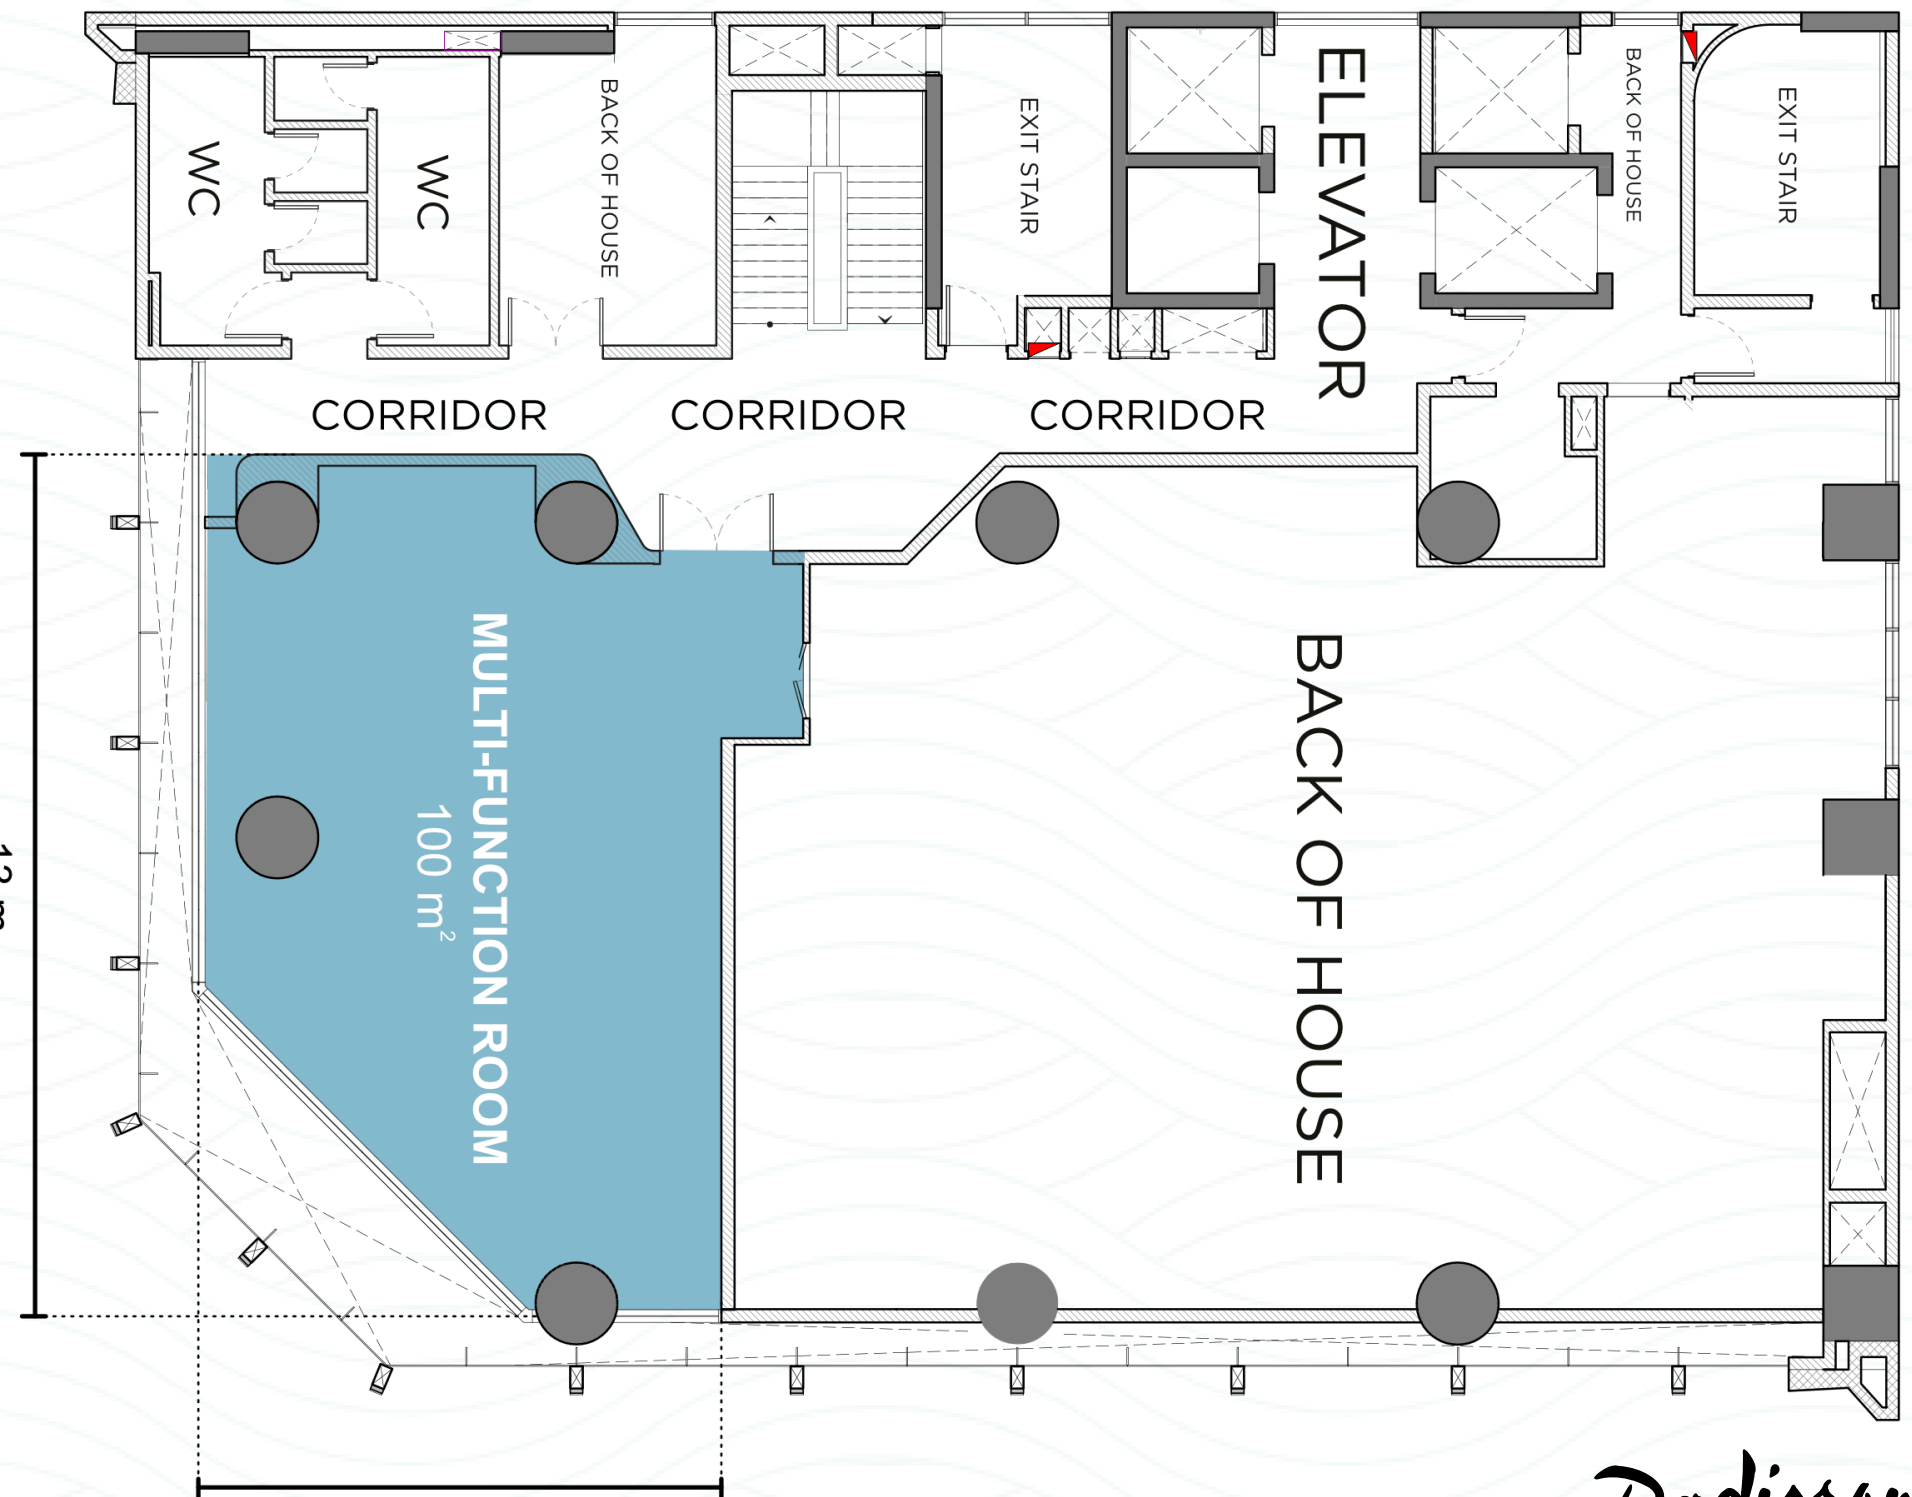 WC
WC
BACK OF HOUSE
EXIT STAIR
ELEVATOR
BACK OF HOUSE
EXIT STAIR
CORRIDOR
CORRIDOR
CORRIDOR
MULTI-FUNCTION ROOM
100 m²
BACK OF HOUSE